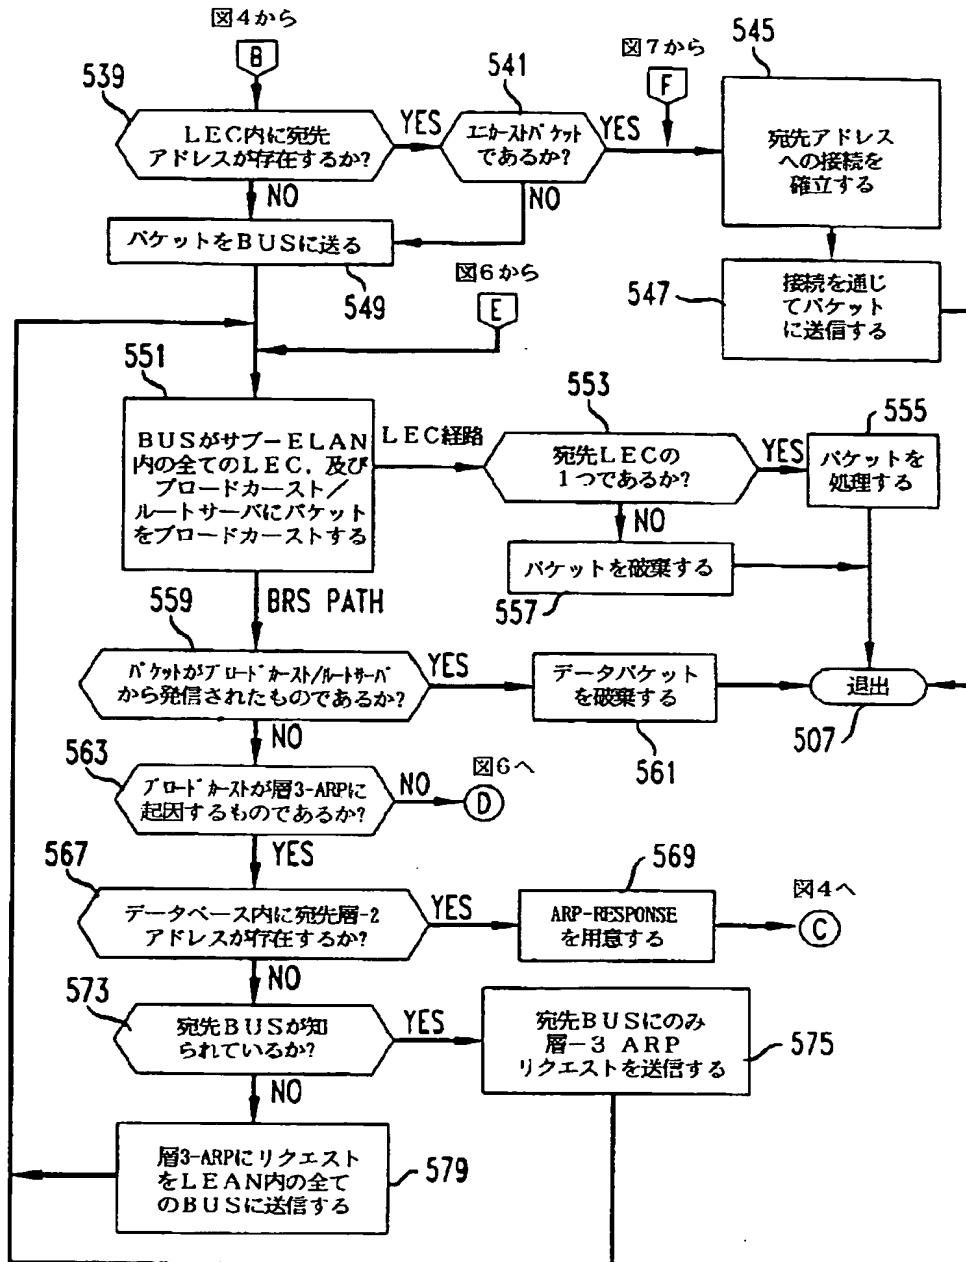 図4から
B
539
LEC内に宛先
アドレスが存在するか?
YES
NO
541
ユニカーストパケット
であるか?
YES
NO
図7から
F
545
宛先アドレス
への接続を
確立する
パケットをBUSに送る
549
図6から
E
547
接続を通じ
てパケット
に送信する
551
BUSがサブーELAN
内の全てのLEC,及び
ブロードカースト/
ルートサーバにパケット
をブロードカーストする
LEC経路
553
宛先LECの
1つであるか?
YES
NO
555
パケットを
処理する
パケットを破棄する
557
BRS PATH
559
パケットがブロードカースト/ルートサーバ
から発信されたものであるか?
YES
NO
データパケット
を破棄する
561
退出
507
563
ブロードカーストが層3-ARPに
起因するものであるか?
NO
図6へ
D
YES
567
データベース内に宛先層-2
アドレスが存在するか?
YES
NO
569
ARP-RESPONSE
を用意する
図4へ
C
573
宛先BUSが知
られているか?
YES
NO
宛先BUSにのみ
層-3 ARP
リクエストを送信する
575
層3-ARPにリクエスト
をLEAN内の全て
のBUSに送信する
579